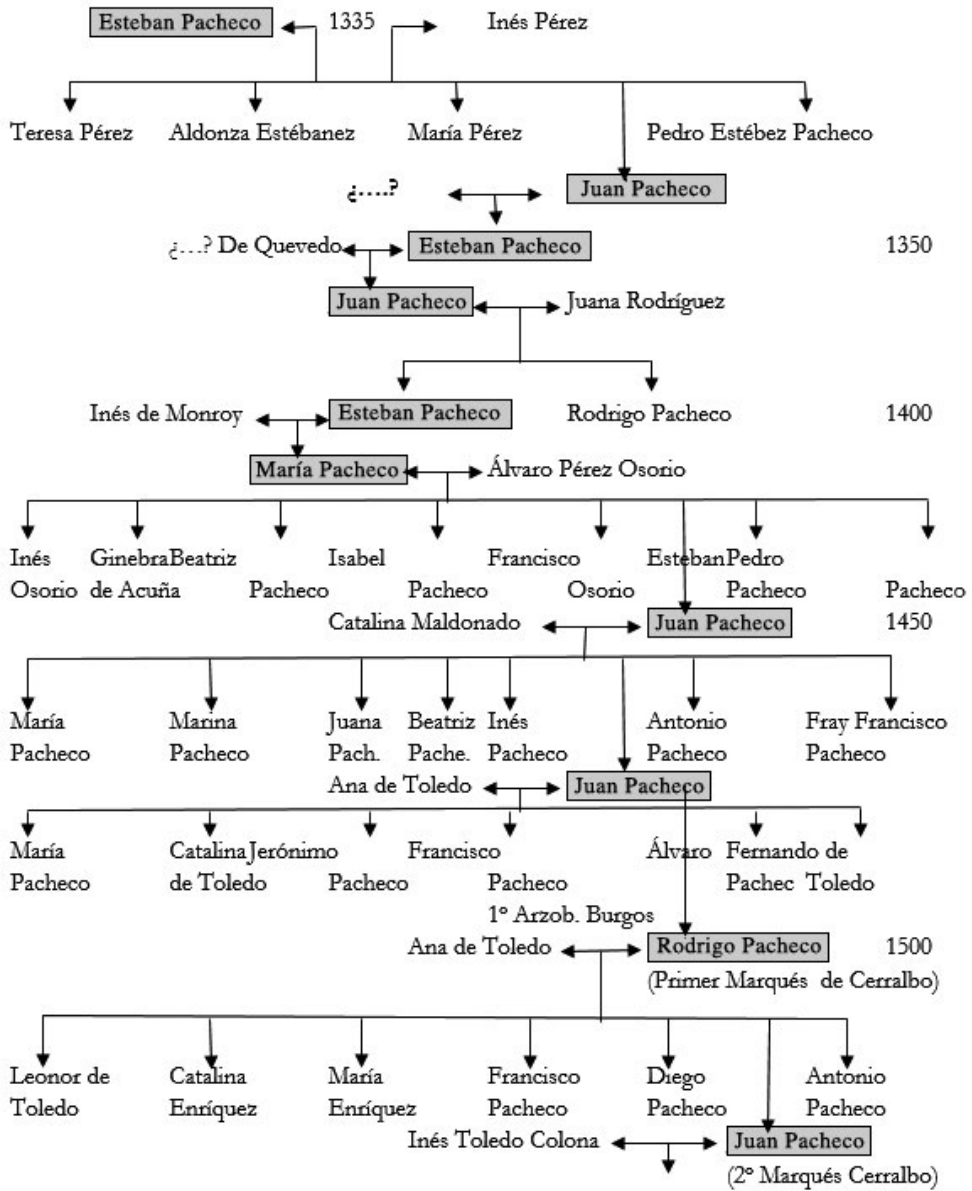 Esteban Pacheco 1335 Inés Pérez
Teresa Pérez Aldonza Estébanez María Pérez Pedro Estébez Pacheco
¿....? Juan Pacheco
¿...? De Quevedo Esteban Pacheco 1350
Juan Pacheco Juana Rodríguez
Inés de Monroy Esteban Pacheco Rodrigo Pacheco 1400
María Pacheco Álvaro Pérez Osorio
Inés GinebraBeatriz Isabel Francisco EstebanPedro
Osorio de Acuña Pacheco Pacheco Osorio Pacheco Pacheco
Catalina Maldonado Juan Pacheco 1450
María Marina Juana Beatriz Inés Antonio Fray Francisco
Pacheco Pacheco Pach. Pache. Pacheco Pacheco Pacheco
Ana de Toledo Juan Pacheco
María CatalinaJerónimo Francisco Álvaro Fernando de
Pacheco de Toledo Pacheco Pacheco Pachec Toledo
1º Arzob. Burgos
Ana de Toledo Rodrigo Pacheco 1500
(Primer Marqués de Cerralbo)
Leonor de Catalina María Francisco Diego Antonio
Toledo Enríquez Enríquez Pacheco Pacheco Pacheco
Inés Toledo Colona Juan Pacheco
(2º Marqués Cerralbo)